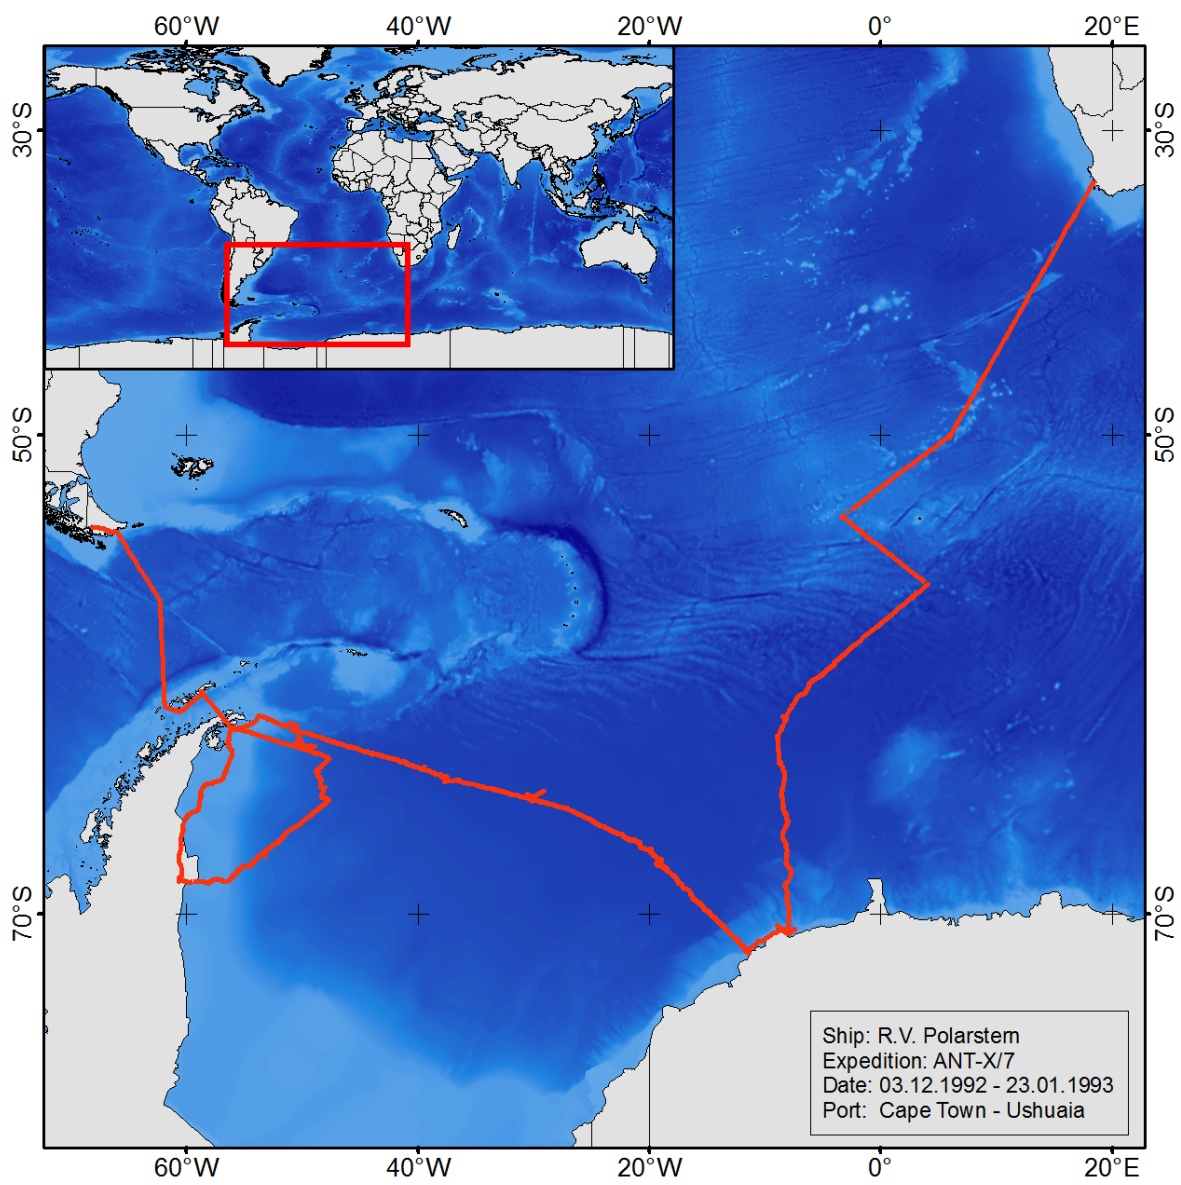 60°W 40°W 20°W 0° 20°E
30°S 30°S
50°S 50°S
70°S 70°S
Ship: R.V. Polarstern
Expedition: ANT-X/7
Date: 03.12.1992 - 23.01.1993
Port: Cape Town - Ushuaia
60°W 40°W 20°W 0° 20°E